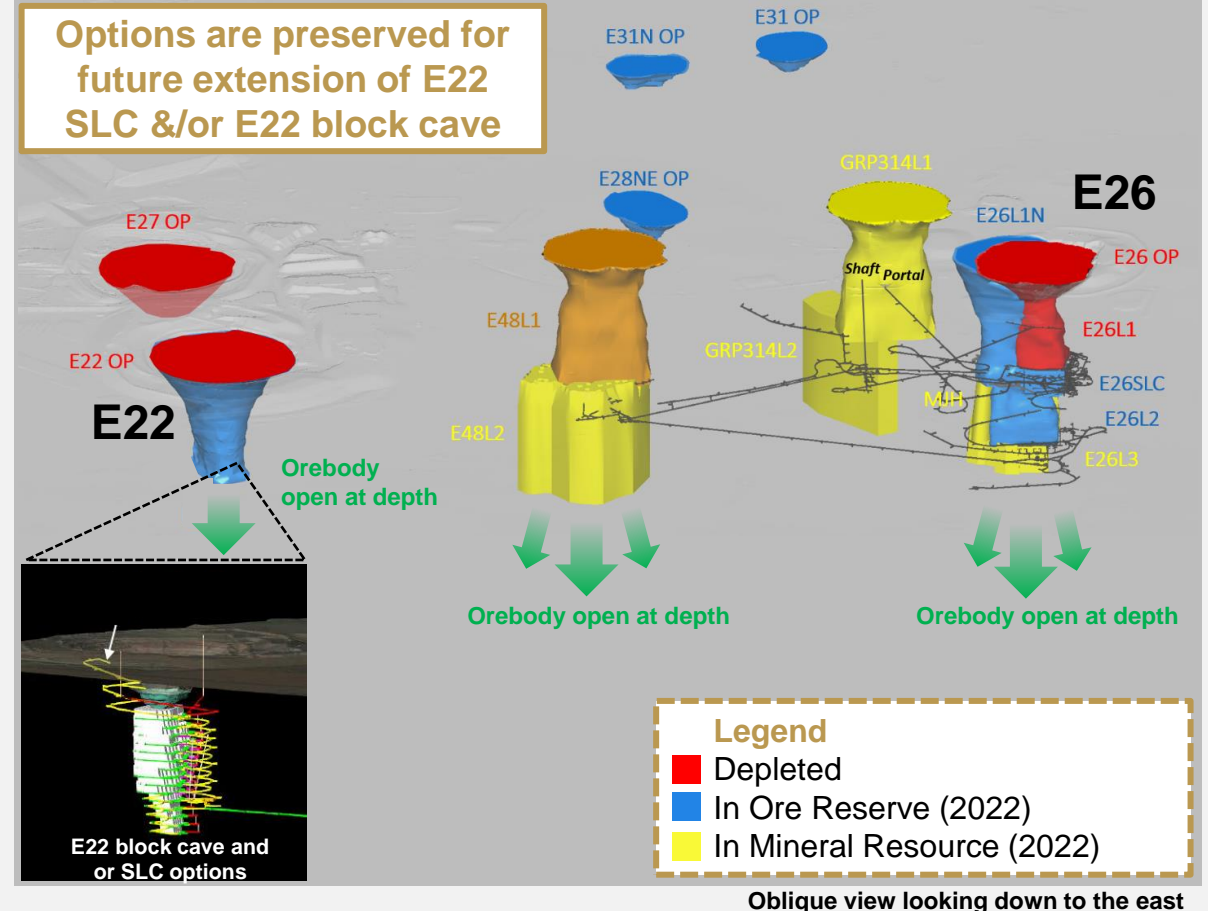 Options are preserved for
future extension of E22
SLC &/or E22 block cave
E31N OP
E31 OP
E28NE OP
GRP314L1
E26
E26L1N
E26 OP
E27 OP
Shaft Portal
E48L1
E26L1
E22 OP
GRP314L2
E26SLC
E22
MJH
E26L2
E48L2
E26L3
Orebody
open at depth
Orebody open at depth
Orebody open at depth
E22 block cave and
or SLC options
Legend
Depleted
In Ore Reserve (2022)
In Mineral Resource (2022)
Oblique view looking down to the east